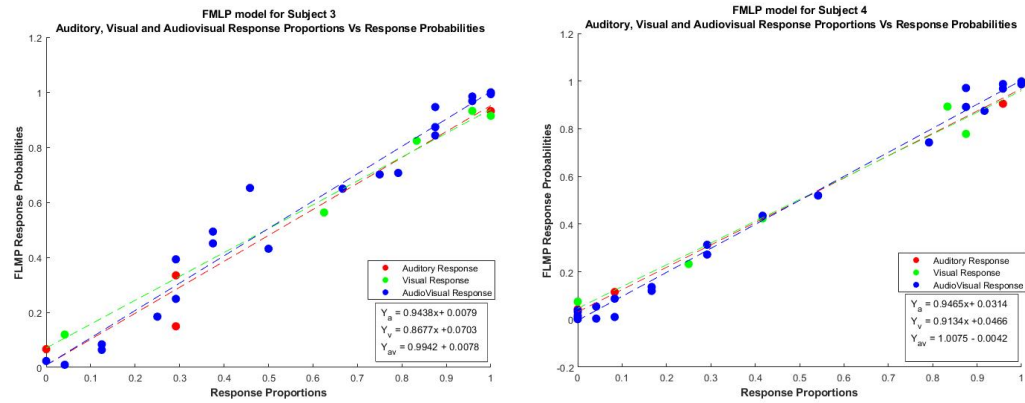 FMLP model for Subject 3
Auditory, Visual and Audiovisual Response Proportions Vs Response Probabilities
1.2
1
0.8
0.6
0.4
0.2
0
FLMP Response Probabilities
0 0.1 0.2 0.3 0.4 0.5 0.6 0.7 0.8 0.9 1
Response Proportions
Auditory Response
Visual Response
AudioVisual Response
Ya = 0.9438x+ 0.0079
Yv = 0.8677x + 0.0703
Yav = 0.9942 + 0.0078
FMLP model for Subject 4
Auditory, Visual and Audiovisual Response Proportions Vs Response Probabilities
1.2
1
0.8
0.6
0.4
0.2
0
-0.2
FLMP Response Probabilities
0 0.1 0.2 0.3 0.4 0.5 0.6 0.7 0.8 0.9 1
Response Proportions
Auditory Response
Visual Response
AudioVisual Response
Ya = 0.9465x+ 0.0314
Yv = 0.9134x + 0.0466
Yav = 1.0075 - 0.0042